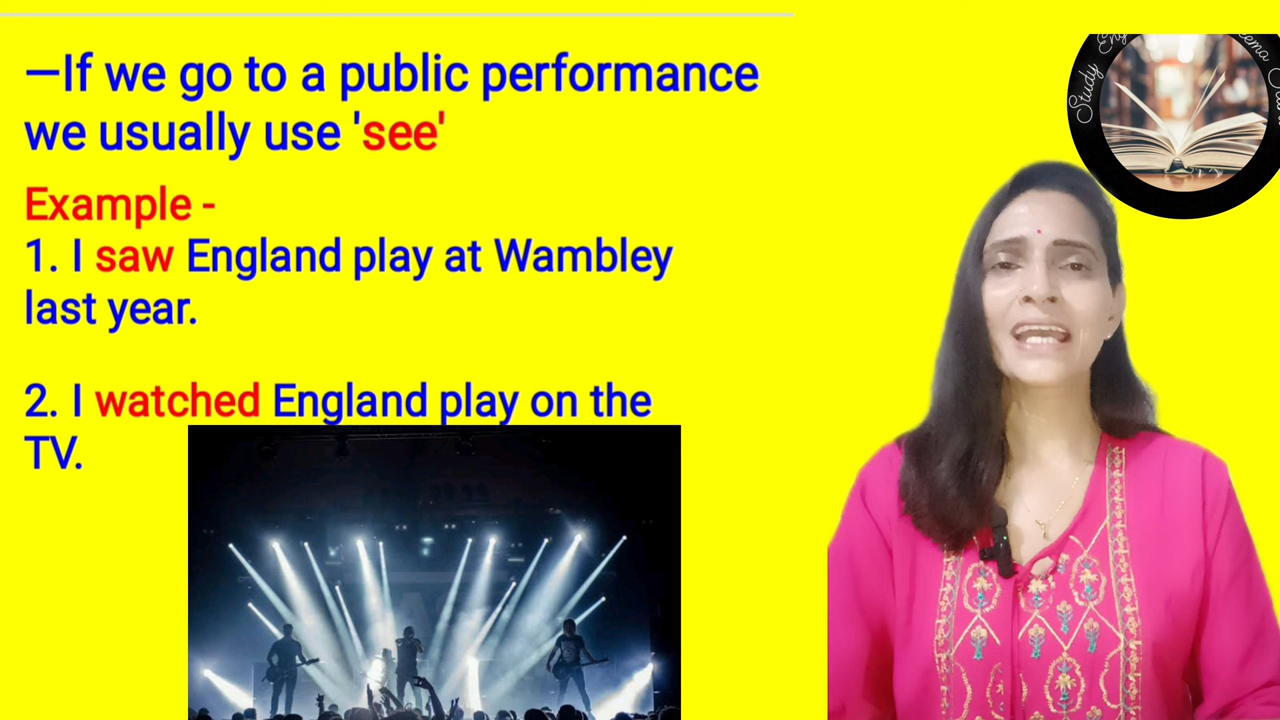 —If we go to a public performance
we usually use 'see'
Example -
1. I saw England play at Wambley
last year.
2. I watched England play on the
TV.
Study